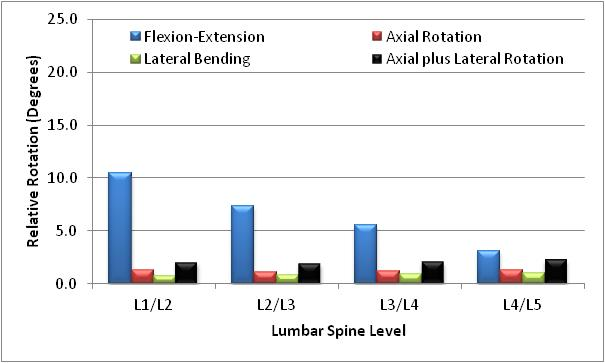 25.0
Flexion-Extension Axial Rotation
Lateral Bending Axial plus Lateral Rotation
20.0
15.0
10.0
5.0
0.0
Relative Rotation (Degrees)
L1/L2 L2/L3 L3/L4 L4/L5
Lumbar Spine Level